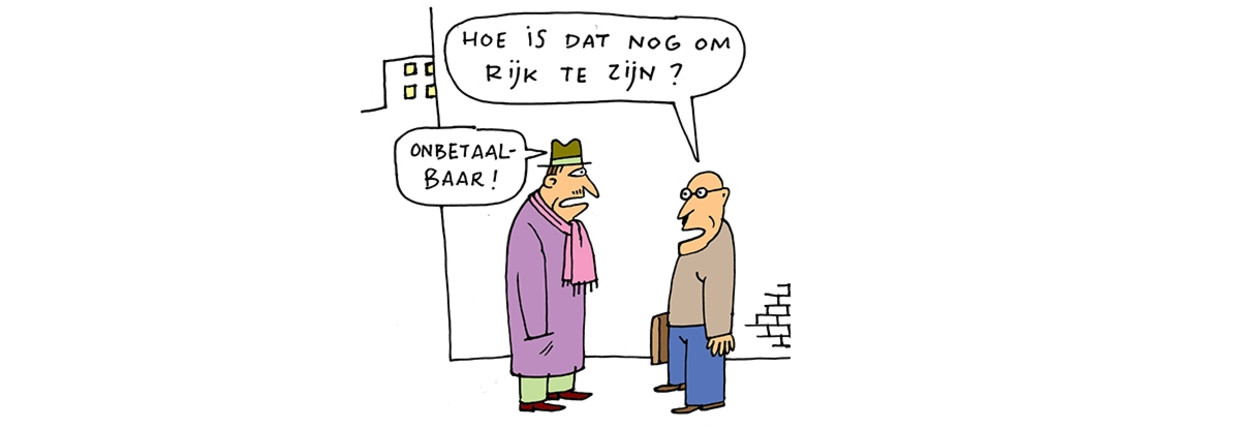 HOE IS DAT NOG OM
RIJK TE ZIJN?
ONBETAAL-
BAAR!